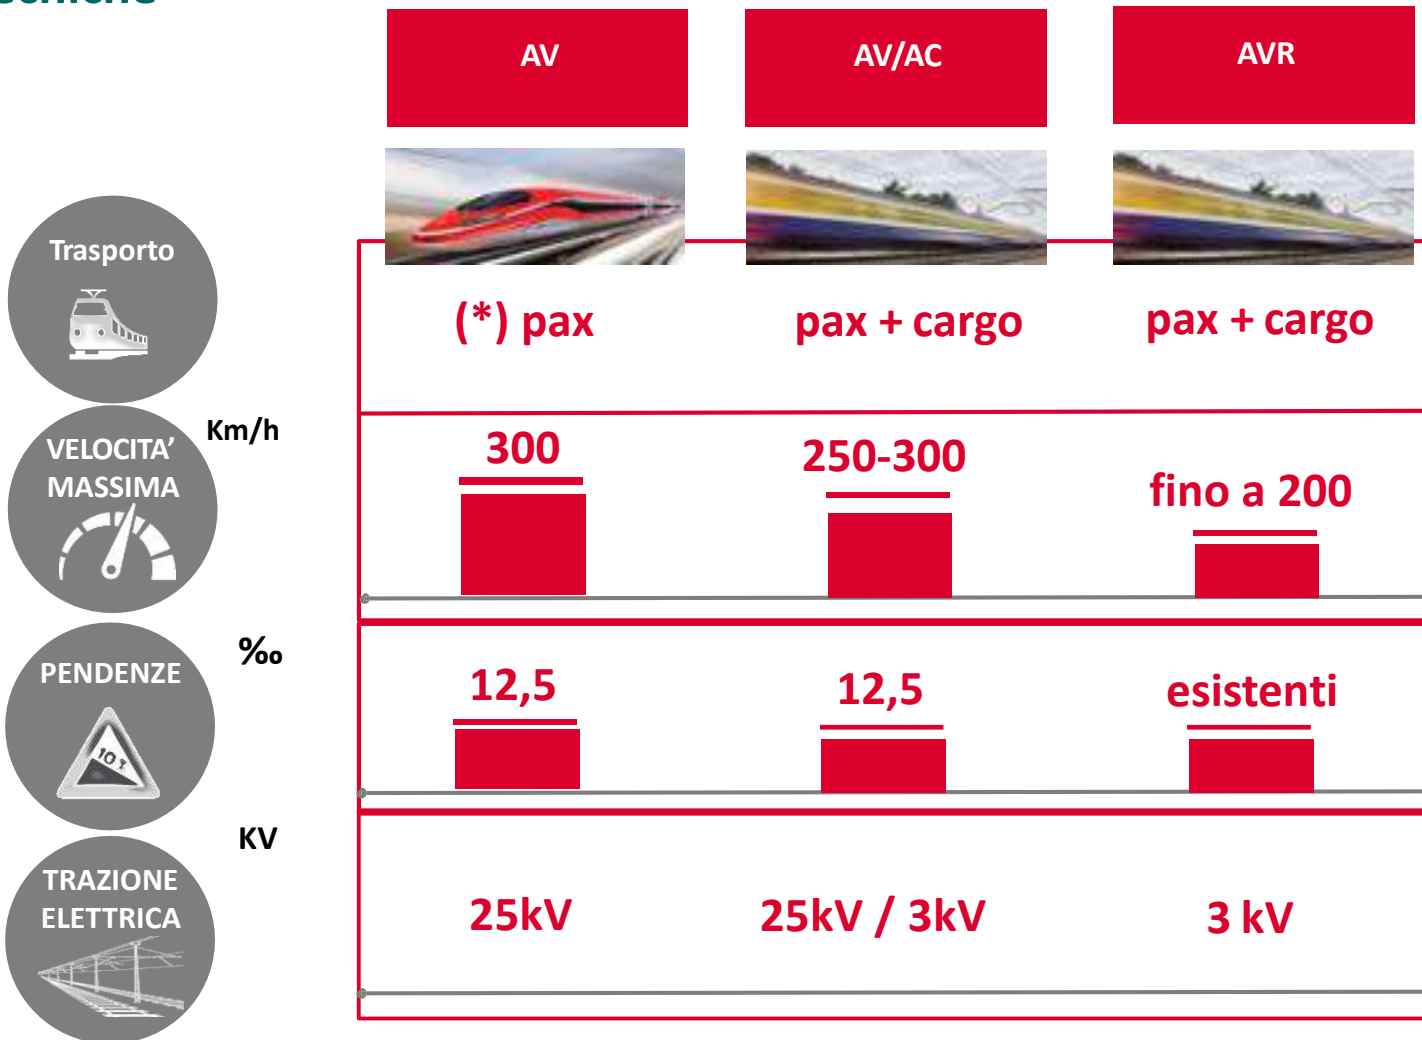 AV
AV/AC
AVR
Trasporto
(*) pax
pax + cargo
pax + cargo
Km/h
VELOCITA’
MASSIMA
300
250-300
fino a 200
‰
PENDENZE
12,5
12,5
esistenti
KV
TRAZIONE
ELETTRICA
25kV
25kV / 3kV
3 kV